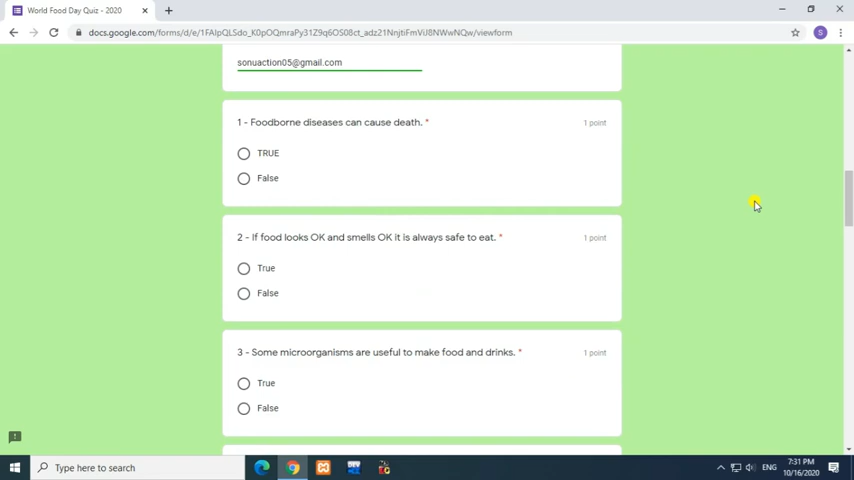 World Food Day Quiz - 2020
docs.google.com/forms/d/e/1FAIpQLSdo_K0pOQmraPy31Z9q6OS08ct_adz21NnjtiFmViJ8NWwNQw/viewform
S
sonuaction05@gmail.com
1 - Foodborne diseases can cause death. *
1 point
TRUE
False
2 - If food looks OK and smells OK it is always safe to eat. *
1 point
True
False
3 - Some microorganisms are useful to make food and drinks. *
1 point
True
False
Type here to search
ENG
7:31 PM
10/16/2020